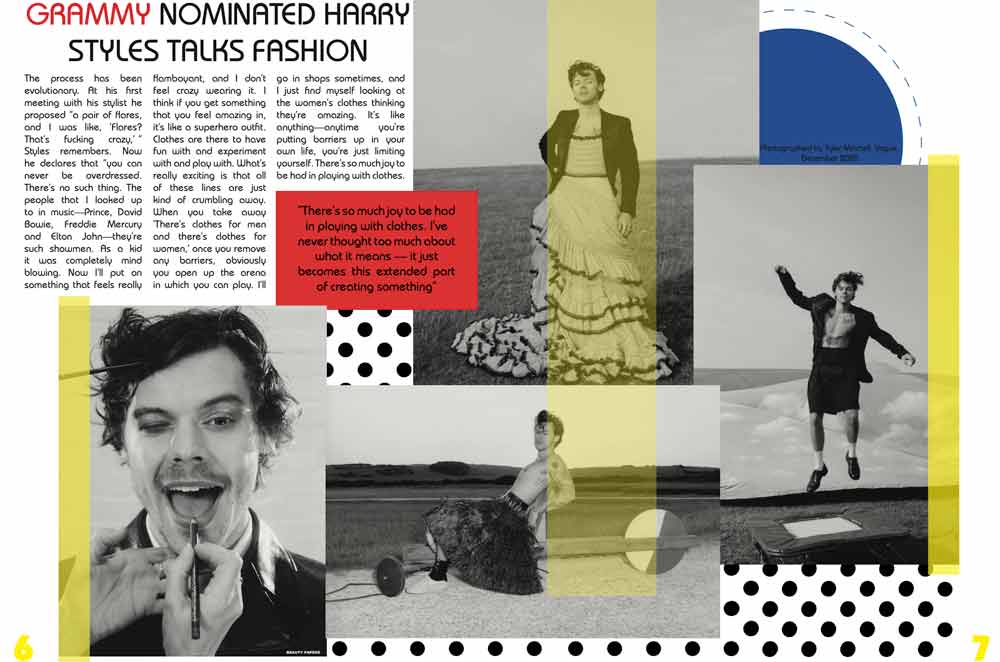 GRAMMY NOMINATED HARRY
STYLES TALKS FASHION
The process has been
evolutionary. At his first
meeting with his stylist he
proposed "a pair of flares,
and I was like, 'Flares?
That's fucking crazy,' "
Styles remembers. Now
he declares that "you can
never be overdressed.
There's no such thing. The
people that I looked up
to in music—Prince, David
Bowie, Freddie Mercury
and Elton John—they're
such showmen. As a kid
it was completely mind
blowing. Now I'll put on
something that feels really
flamboyant, and I don't
feel crazy wearing it. I
think if you get something
that you feel amazing in,
it's like a superhero outfit.
Clothes are there to have
fun with and experiment
with and play with. What's
really exciting is that all
of these lines are just
kind of crumbling away.
When you take away
'There's clothes for men
and there's clothes for
women,' once you remove
any barriers, obviously
you open up the arena
in which you can play. I'll
go in shops sometimes, and
I just find myself looking at
the women's clothes thinking
they're amazing. It's like
anything—anytime you're
putting barriers up in your
own life, you're just limiting
yourself. There's so much joy to
be had in playing with clothes.
"There's so much joy to be had
in playing with clothes. I've
never thought too much about
what it means — it just
becomes this extended part
of creating something"
Photographed by Tyler Mitchell, Vogue,
December 2020
BEAUTY PAPERS
6
7